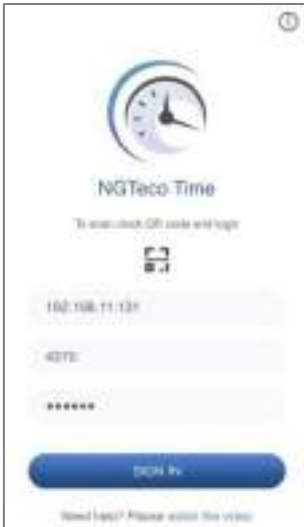 NGTeco Time
To scan clock QR code and login
192.168.11.131
4370
******
SIGN IN
Need help? Please watch the video